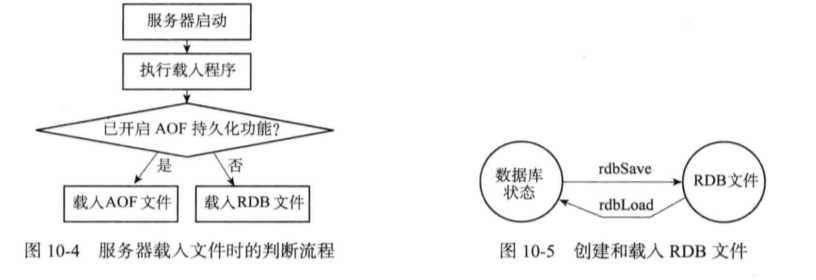 服务器启动
执行载入程序
已开启 AOF 持久化功能?
是
否
载入AOF 文件
载入RDB 文件
图 10-4 服务器载入文件时的判断流程
数据库
状态
rdbSave
rdbLoad
RDB文件
图 10-5 创建和载入 RDB 文件